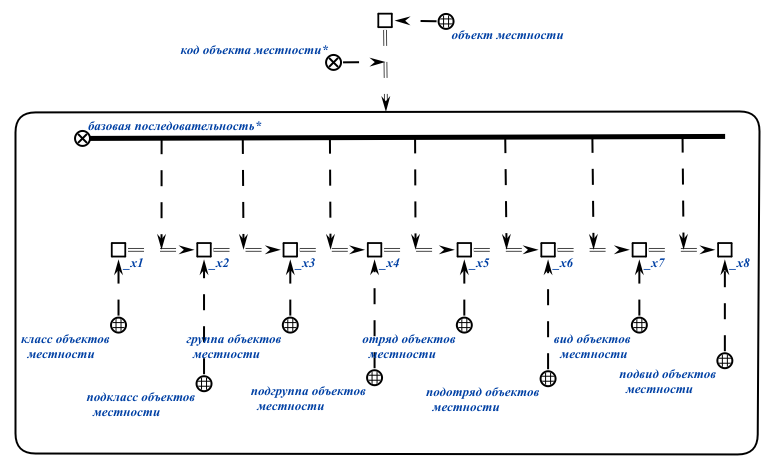 объект местности
код объекта местности*
базовая последовательность*
_x1
_x2
_x3
_x4
_x5
_x6
_x7
_x8
класс объектов
местности
группа объектов
местности
отряд объектов
местности
вид объектов
местности
подкласс объектов
местности
подгруппа объектов
местности
подотряд объектов
местности
подвид объектов
местности